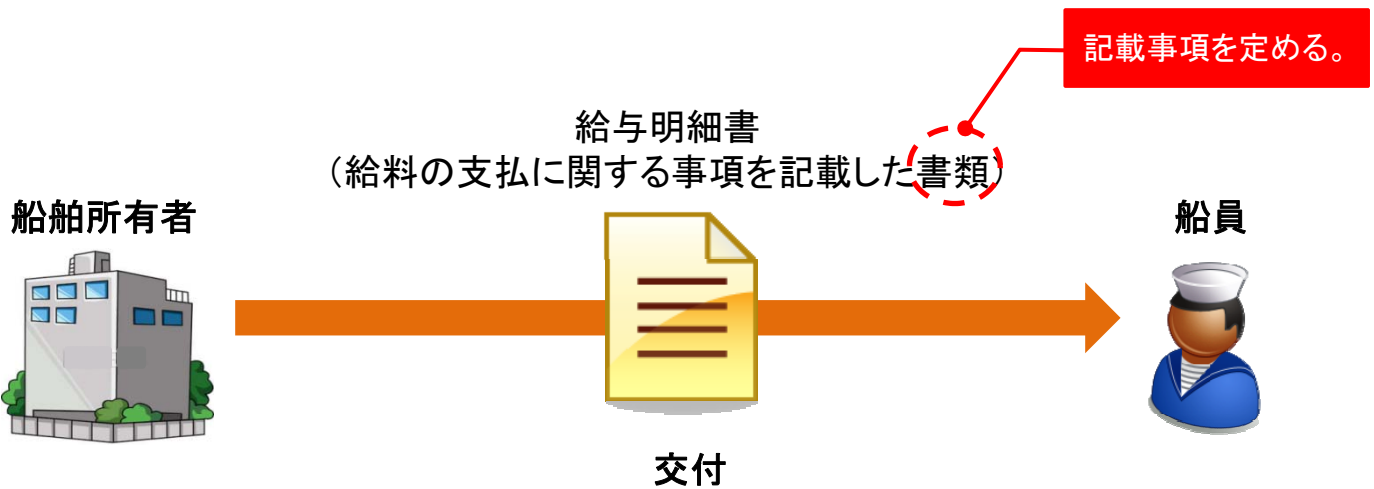 記載事項を定める。
給与明細書
（給料の支払に関する事項を記載した書類）
船舶所有者
船員
交付